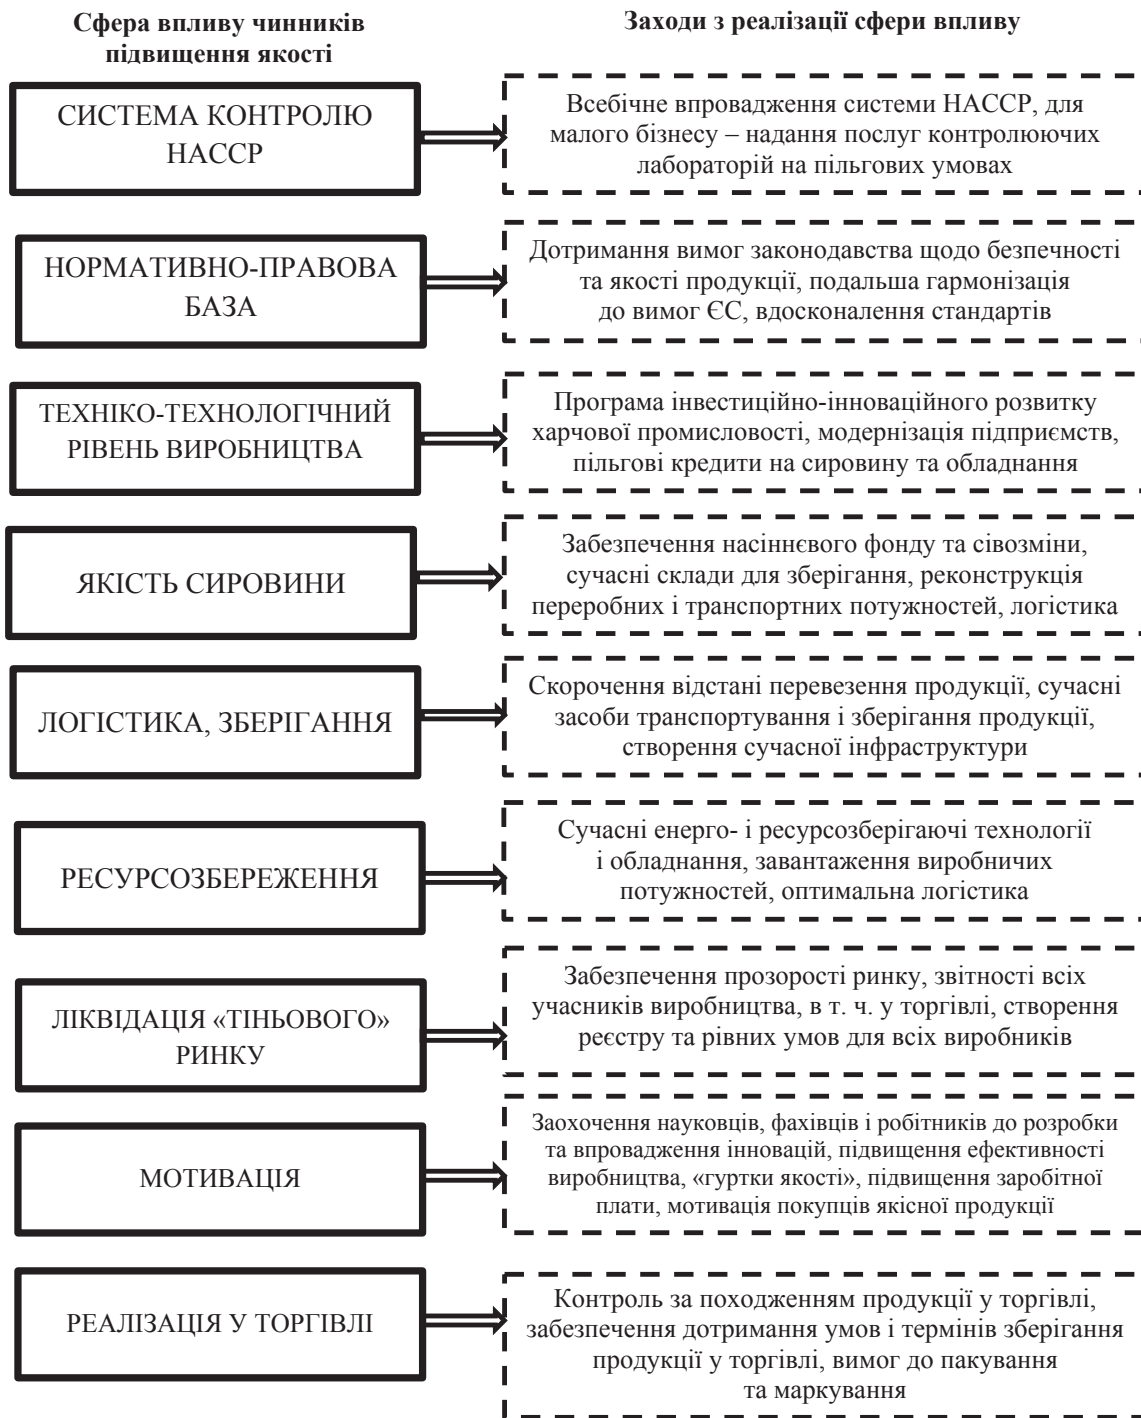 Сфера впливу чинників
підвищення якості
Заходи з реалізації сфери впливу
СИСТЕМА КОНТРОЛЮ
НАССР
Всебічне впровадження системи НАССР, для
малого бізнесу – надання послуг контролюючих
лабораторій на пільгових умовах
НОРМАТИВНО-ПРАВОВА
БАЗА
Дотримання вимог законодавства щодо безпечності
та якості продукції, подальша гармонізація
до вимог ЄС, вдосконалення стандартів
ТЕХНІКО-ТЕХНОЛОГІЧНИЙ
РІВЕНЬ ВИРОБНИЦТВА
Програма інвестиційно-інноваційного розвитку
харчової промисловості, модернізація підприємств,
пільгові кредити на сировину та обладнання
ЯКІСТЬ СИРОВИНИ
Забезпечення насіннєвого фонду та сівозміни,
сучасні склади для зберігання, реконструкція
переробних і транспортних потужностей, логістика
ЛОГІСТИКА, ЗБЕРІГАННЯ
Скорочення відстані перевезення продукції, сучасні
засоби транспортування і зберігання продукції,
створення сучасної інфраструктури
РЕСУРСОЗБЕРЕЖЕННЯ
Сучасні енерго- і ресурсозберігаючі технології
і обладнання, завантаження виробничих
потужностей, оптимальна логістика
ЛІКВІДАЦІЯ «ТІНЬОВОГО»
РИНКУ
Забезпечення прозорості ринку, звітності всіх
учасників виробництва, в т. ч. у торгівлі, створення
реєстру та рівних умов для всіх виробників
МОТИВАЦІЯ
Заохочення науковців, фахівців і робітників до розробки
та впровадження інновацій, підвищення ефективності
виробництва, «гуртки якості», підвищення заробітної
плати, мотивація покупців якісної продукції
РЕАЛІЗАЦІЯ У ТОРГІВЛІ
Контроль за походженням продукції у торгівлі,
забезпечення дотримання умов і термінів зберігання
продукції у торгівлі, вимог до пакування
та маркування